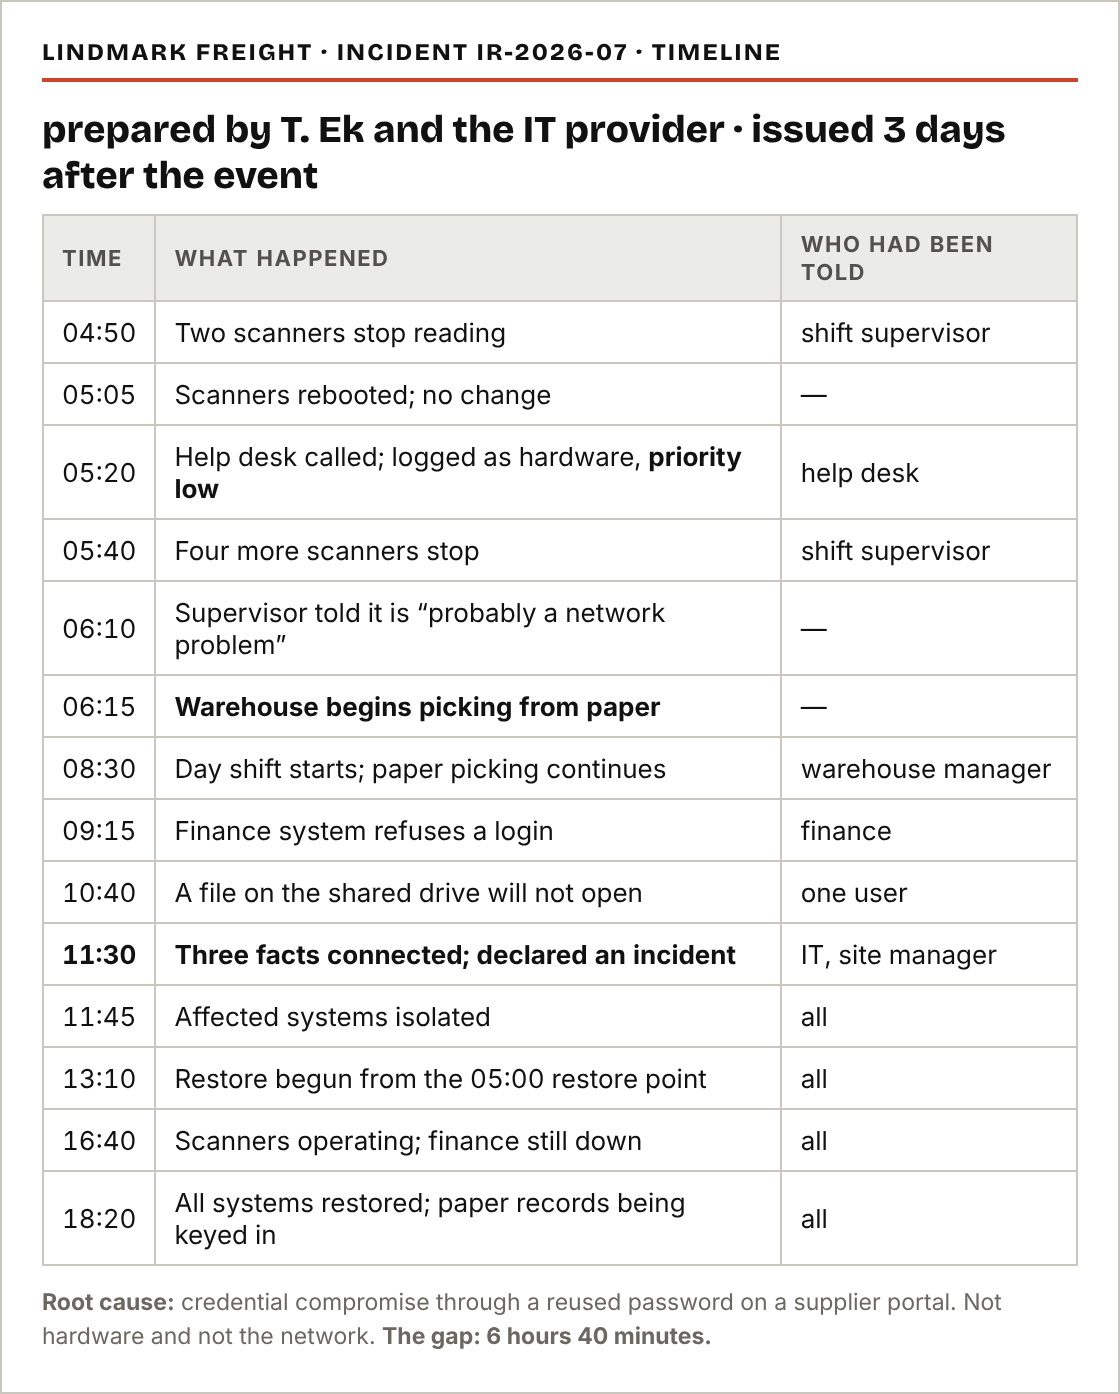 LINDMARK FREIGHT · INCIDENT IR-2026-07 · TIMELINE
prepared by T. Ek and the IT provider · issued 3 days
after the event
TIME WHAT HAPPENED WHO HAD BEEN TOLD
04:50 Two scanners stop reading shift supervisor
05:05 Scanners rebooted; no change —
05:20 Help desk called; logged as hardware, priority low help desk
05:40 Four more scanners stop shift supervisor
06:10 Supervisor told it is “probably a network problem” —
06:15 Warehouse begins picking from paper —
08:30 Day shift starts; paper picking continues warehouse manager
09:15 Finance system refuses a login finance
10:40 A file on the shared drive will not open one user
11:30 Three facts connected; declared an incident IT, site manager
11:45 Affected systems isolated all
13:10 Restore begun from the 05:00 restore point all
16:40 Scanners operating; finance still down all
18:20 All systems restored; paper records being keyed in all
Root cause: credential compromise through a reused password on a supplier portal. Not
hardware and not the network. The gap: 6 hours 40 minutes.